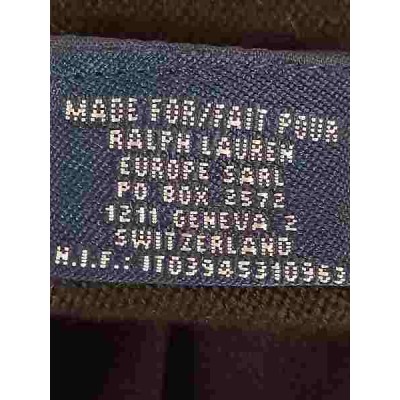 MADE FOR/FAIT POUR
RALPH LAUREN
EUROPE SARL
PO BOX 2572
1211 GENEVA 2
SWITZERLAND
N.I.F.: IT03945310963